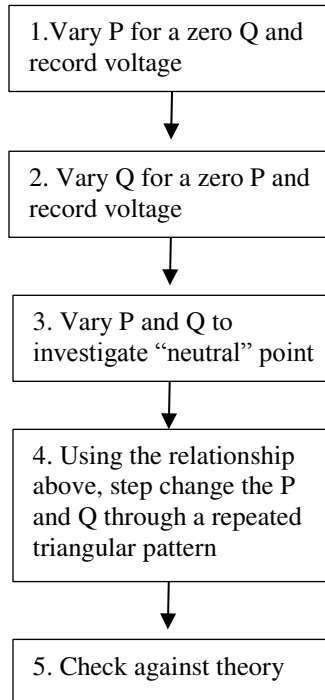 1.Vary P for a zero Q and
record voltage
2. Vary Q for a zero P and
record voltage
3. Vary P and Q to
investigate “neutral” point
4. Using the relationship
above, step change the P
and Q through a repeated
triangular pattern
5. Check against theory